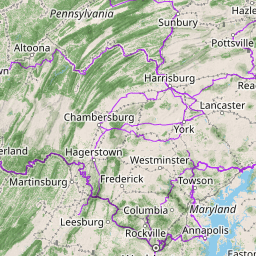 Pennsylvania
Sunbury
Hazle
Altoona
Pottsville
Harrisburg
Rea
Lancaster
Chambersburg
York
erland
Hagerstown
Westminster
Martinsburg
Frederick
Towson
Columbia
Maryland
Leesburg
Rockville
Annapolis
Easton